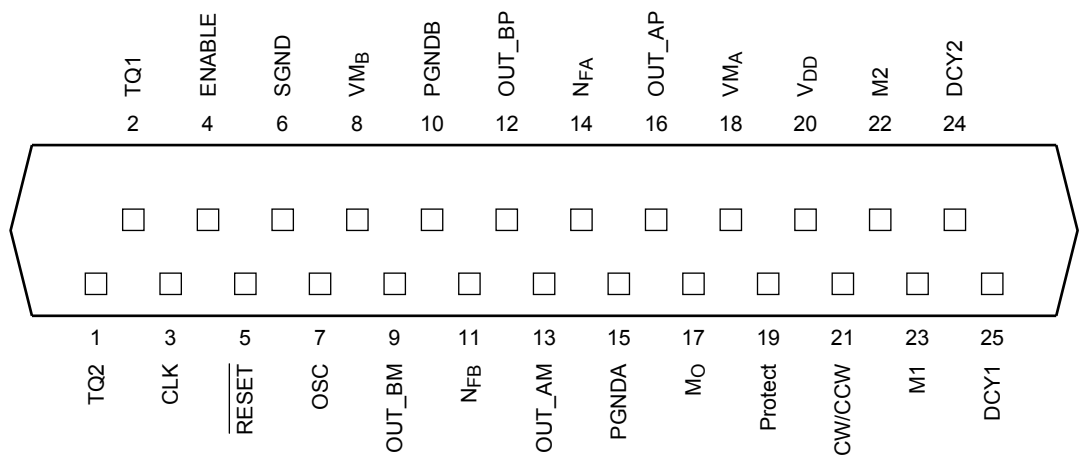 TQ1 ENABLE SGND VMB PGNDB OUT_BP NFA OUT_AP VMA VDD M2 DCY2
2 4 6 8 10 12 14 16 18 20 22 24
1 3 5 7 9 11 13 15 17 19 21 23 25
TQ2 CLK RESET OSC OUT_BM NFB OUT_AM PGNDA MO Protect CW/CCW M1 DCY1